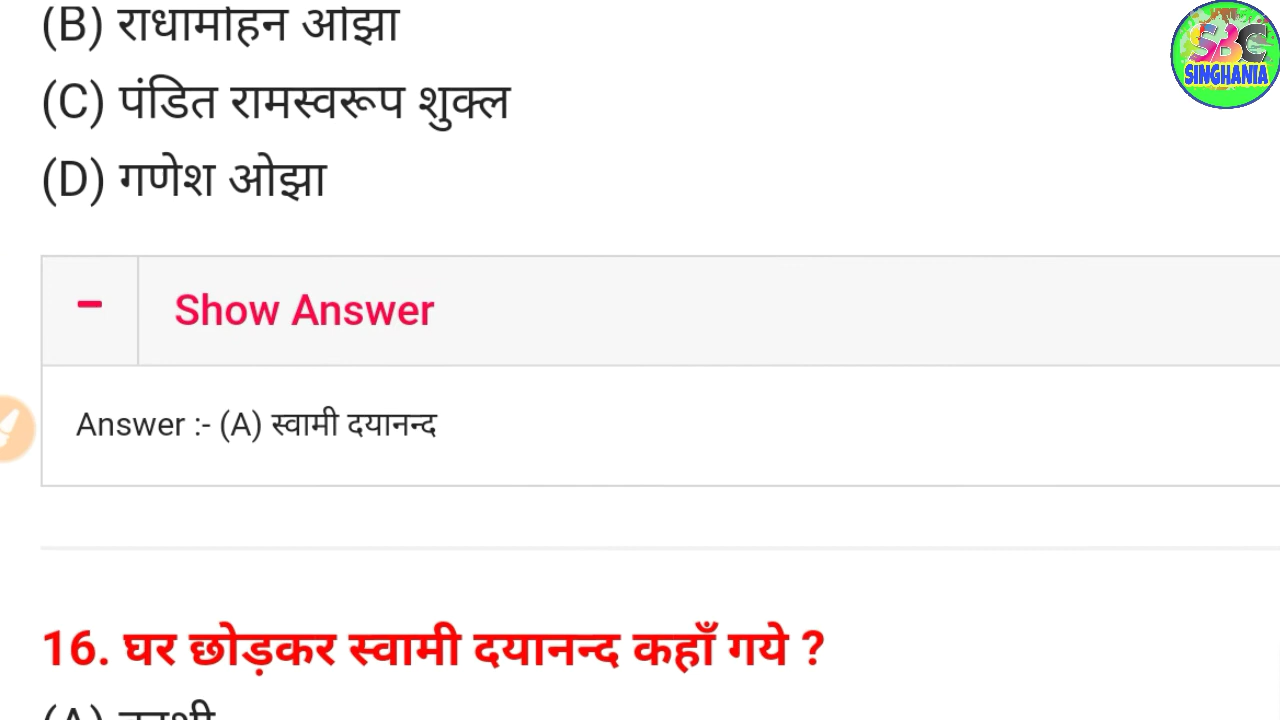 (B) राधामोहन ओझा
SBC
SINGHANIA
(C) पंडित रामस्वरूप शुक्ल
(D) गणेश ओझा
Show Answer
Answer :- (A) स्वामी दयानन्द
16. घर छोड़कर स्वामी दयानन्द कहाँ गये ?
(A)